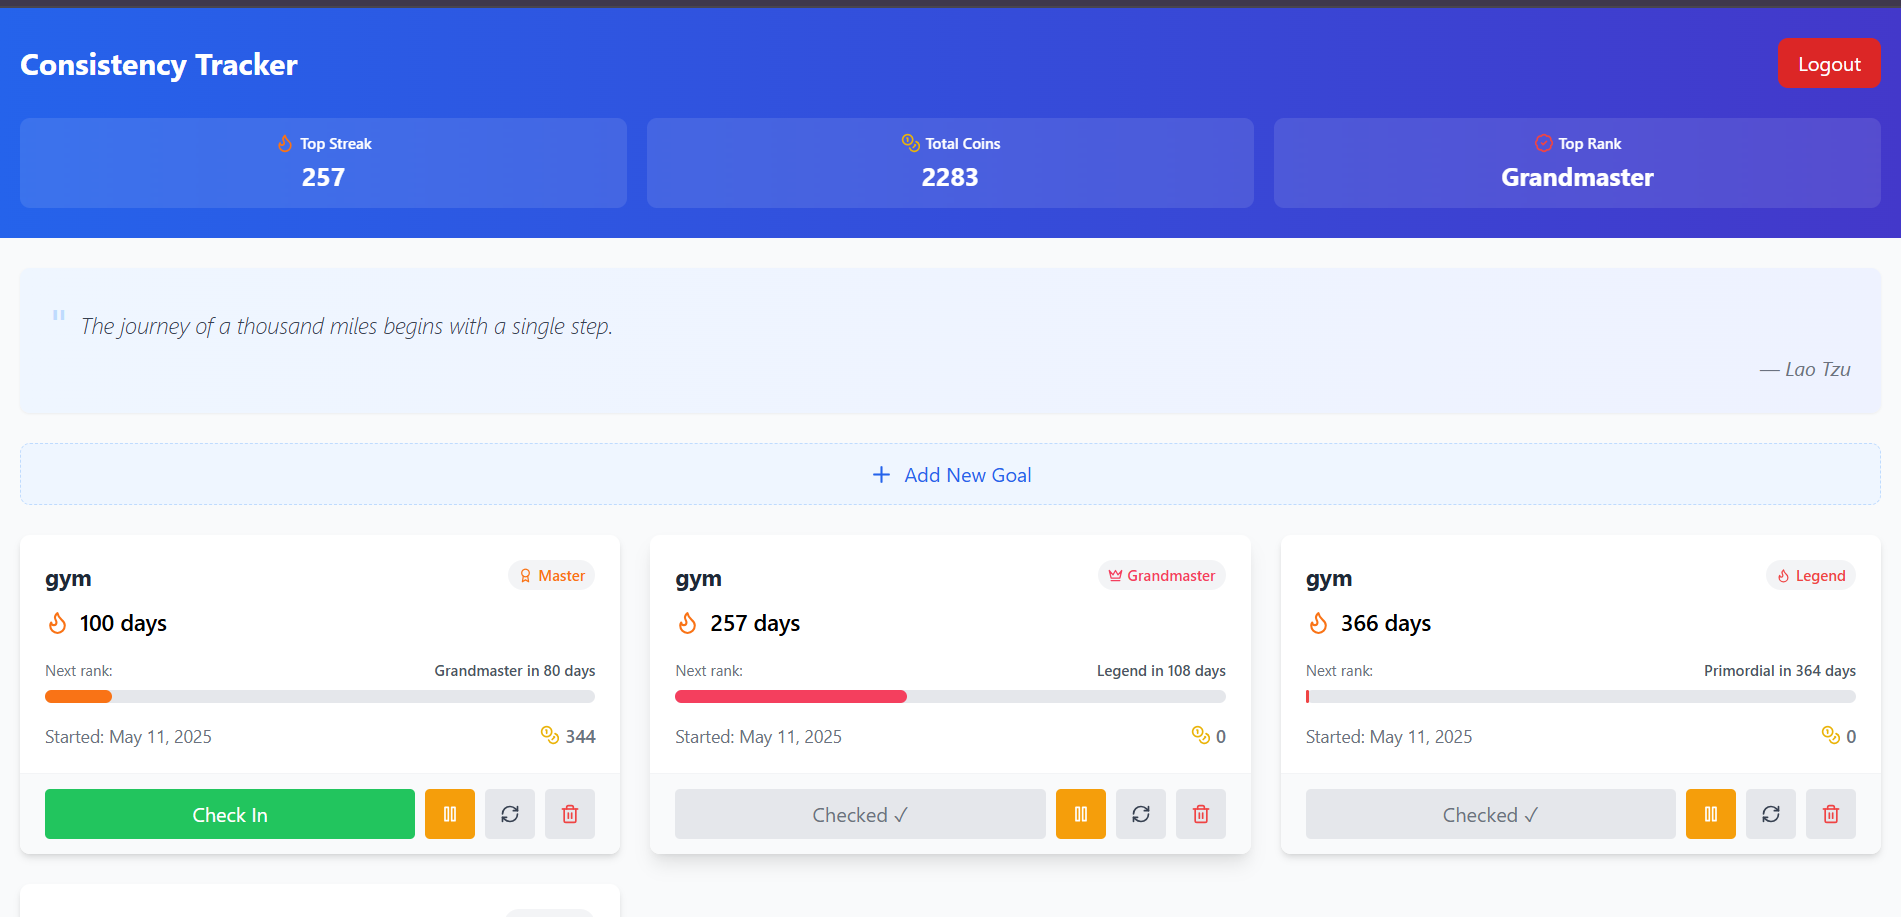 Consistency Tracker
Logout
Top Streak
257
Total Coins
2283
Top Rank
Grandmaster
" The journey of a thousand miles begins with a single step.
— Lao Tzu
+ Add New Goal
gym
Master
100 days
Next rank: Grandmaster in 80 days
Started: May 11, 2025 344
Check In
gym
Grandmaster
257 days
Next rank: Legend in 108 days
Started: May 11, 2025 0
Checked ✓
gym
Legend
366 days
Next rank: Primordial in 364 days
Started: May 11, 2025 0
Checked ✓